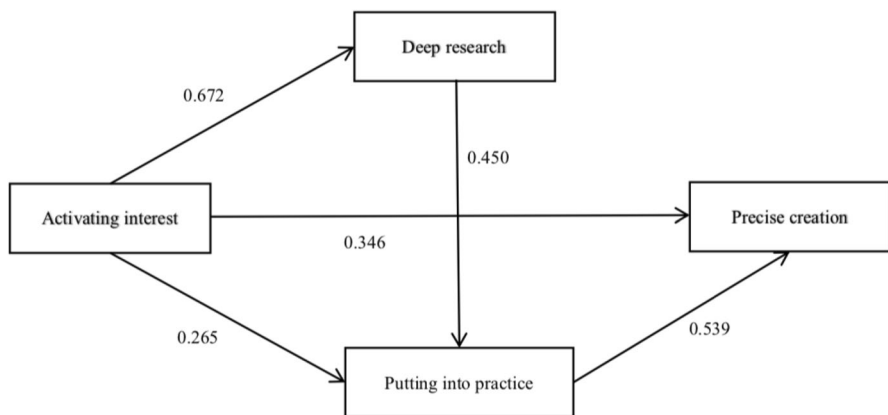 Deep research
0.672
0.450
Activating interest
Precise creation
0.346
0.265
0.539
Putting into practice